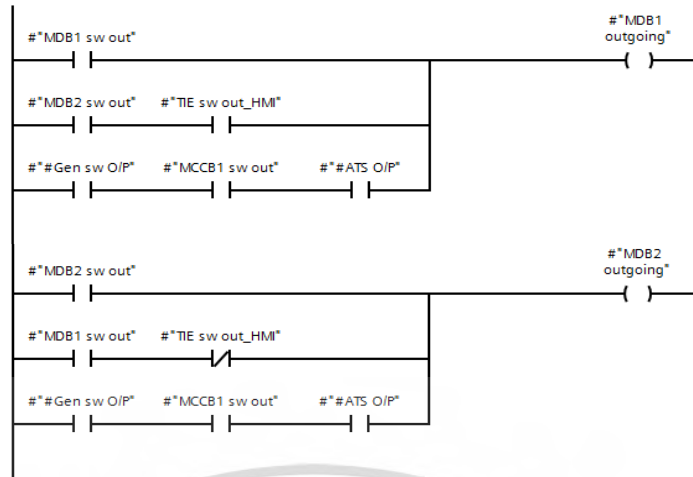 #"MDB1
outgoing"
#"MDB1 sw out"
#"MDB2 sw out" #"TIE sw out_HMI"
#"#Gen sw O/P" #"MCCB1 sw out" #"#ATS O/P"
#"MDB2
outgoing"
#"MDB2 sw out"
#"MDB1 sw out" #"TIE sw out_HMI"
#"#Gen sw O/P" #"MCCB1 sw out" #"#ATS O/P"